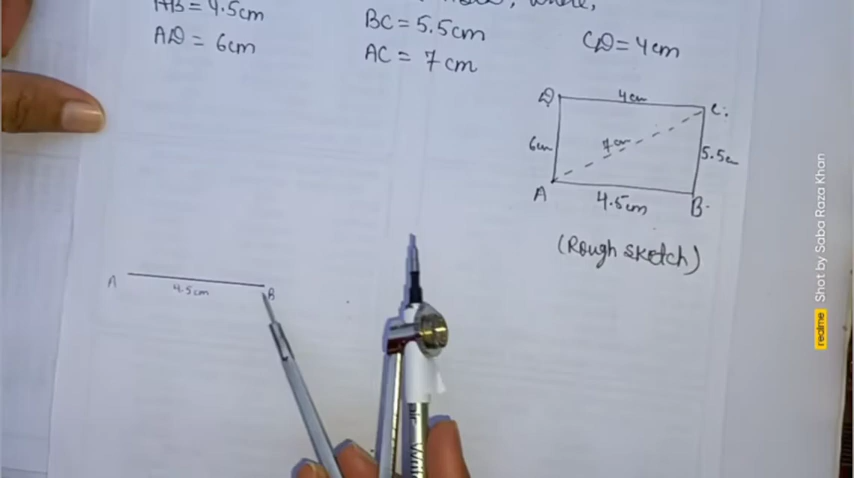 AB = 4.5cm
BC = 5.5cm
CD = 4cm
AD = 6cm
AC = 7cm
D
4cm
C
6cm
7cm
5.5cm
A
4.5cm
B
(Rough sketch)
A
4.5cm
B
realme Shot by Saba Raza Khan